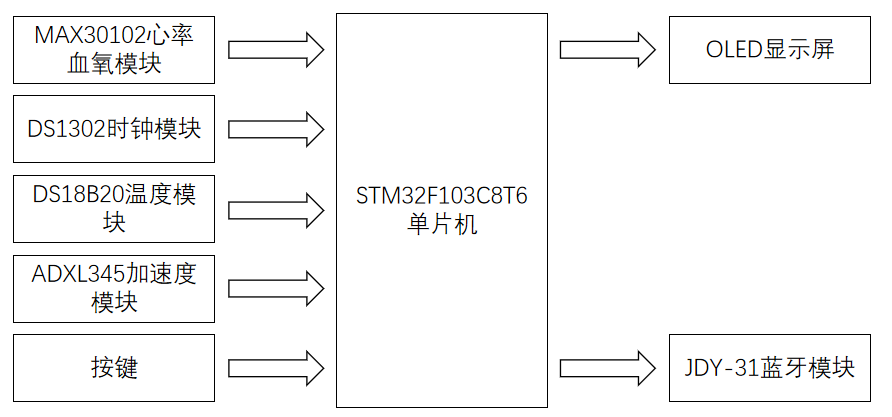 MAX30102心率
血氧模块
DS1302时钟模块
DS18B20温度模
块
ADXL345加速度
模块
按键
STM32F103C8T6
单片机
OLED显示屏
JDY-31蓝牙模块